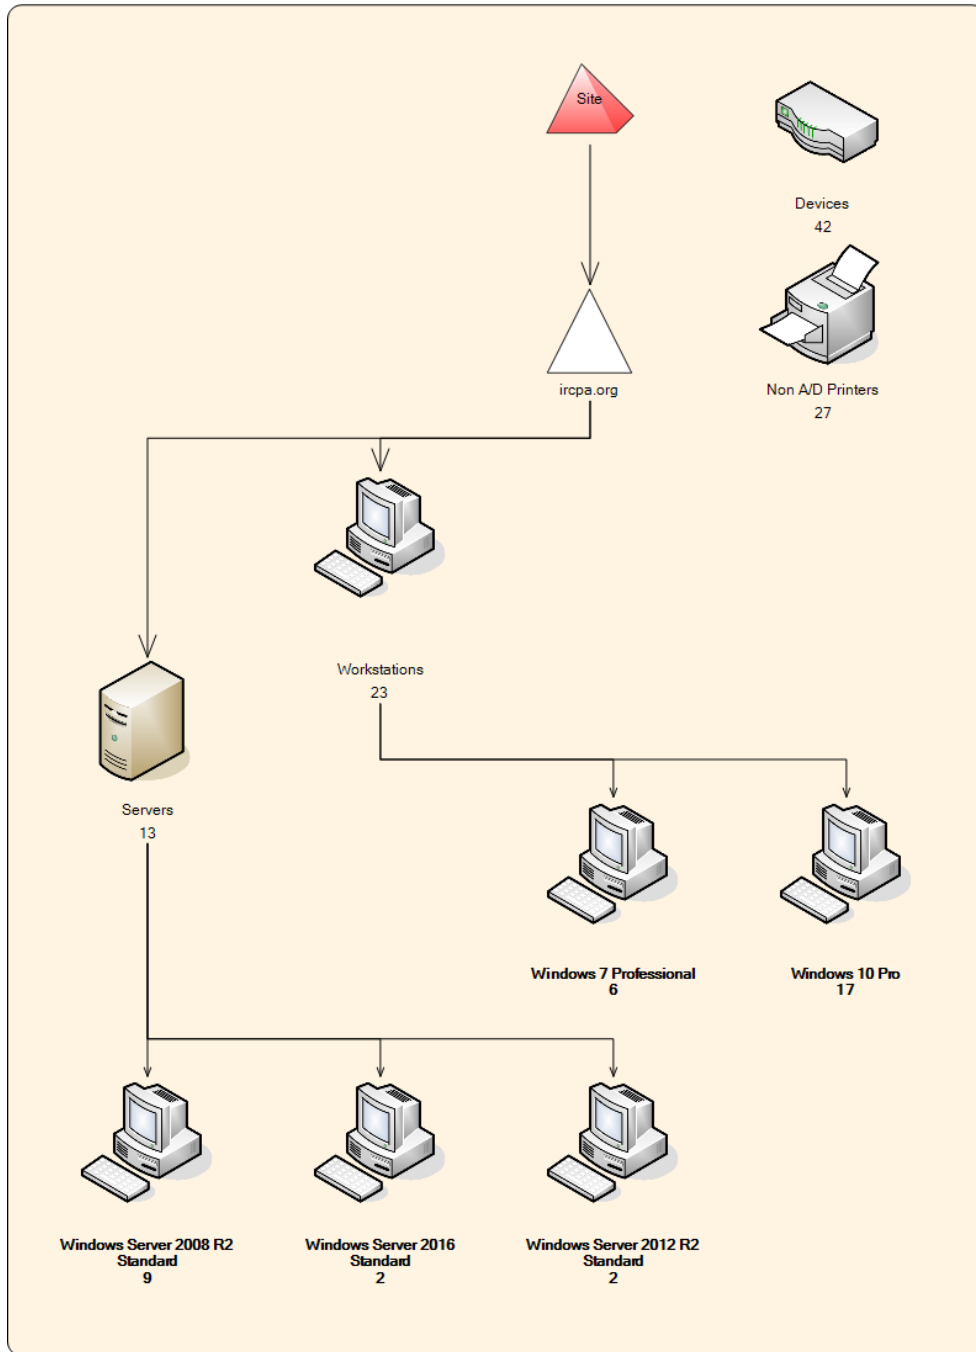 Site
Devices
42
ircpa.org
Non A/D Printers
27
Workstations
23
Servers
13
Windows 7 Professional
6
Windows 10 Pro
17
Windows Server 2008 R2
Standard
9
Windows Server 2016
Standard
2
Windows Server 2012 R2
Standard
2